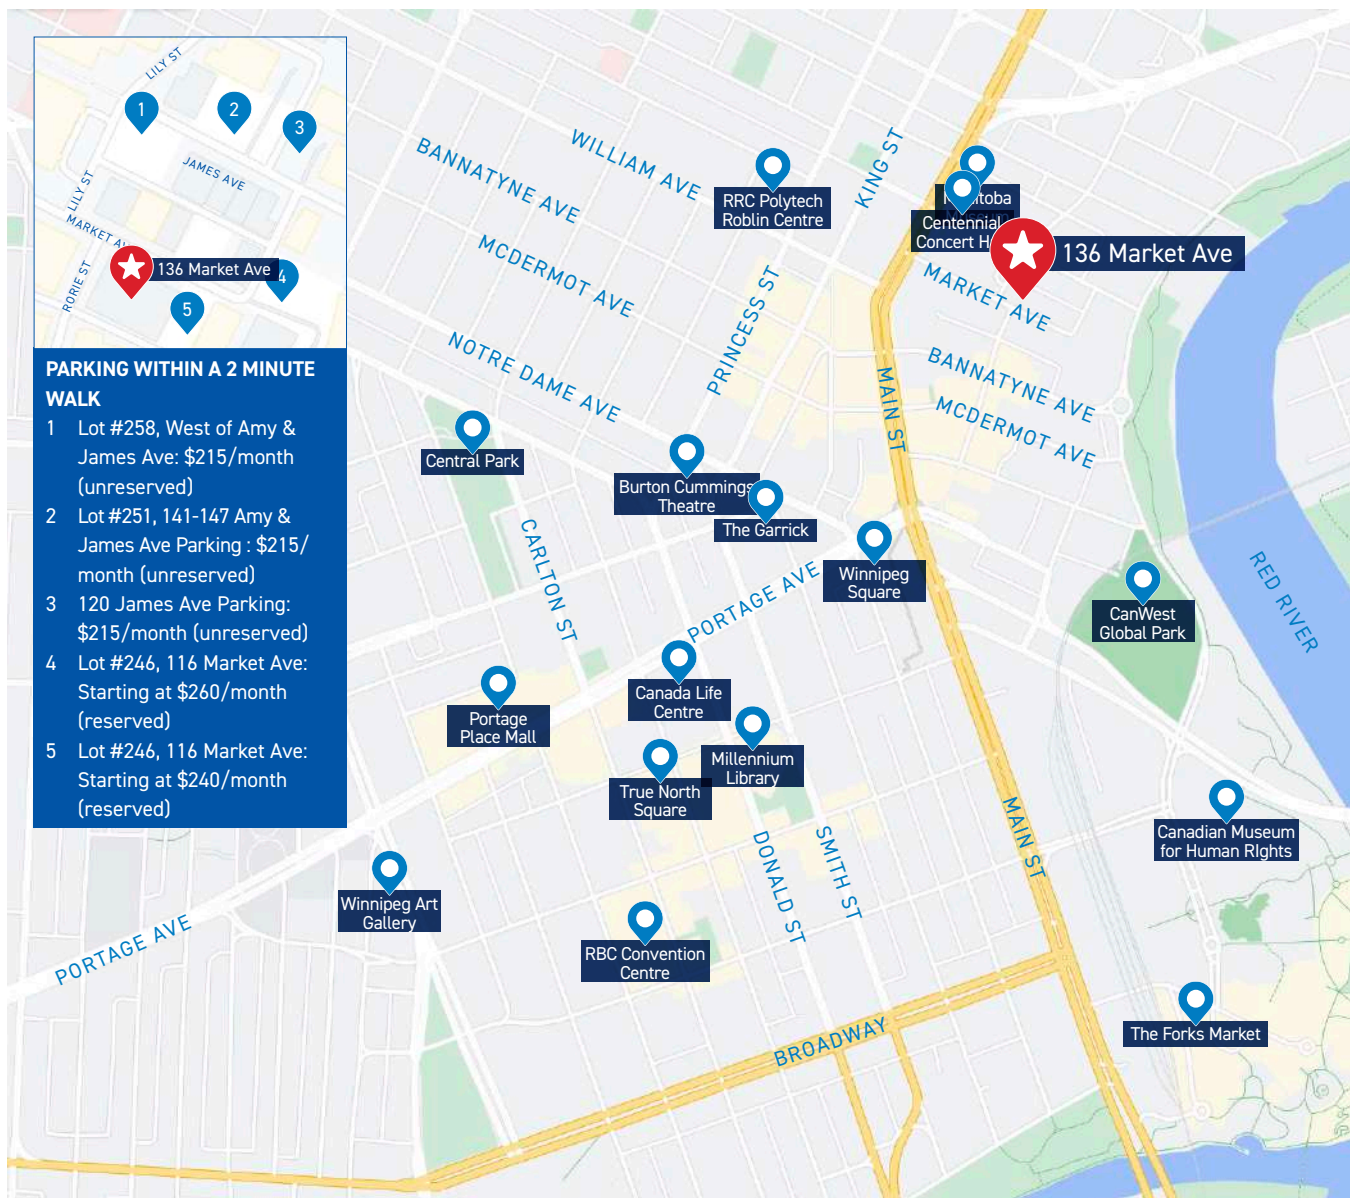 LILY ST
1
2
3
JAMES AVE
LILY ST
MARKET AV
136 Market Ave
4
RORIE ST
5
PARKING WITHIN A 2 MINUTE
WALK
1 Lot #258, West of Amy &
James Ave: $215/month
(unreserved)
2 Lot #251, 141-147 Amy &
James Ave Parking : $215/
month (unreserved)
3 120 James Ave Parking:
$215/month (unreserved)
4 Lot #246, 116 Market Ave:
Starting at $260/month
(reserved)
5 Lot #246, 116 Market Ave:
Starting at $240/month
(reserved)
WILLIAM AVE
BANNATYNE AVE
KING ST
RRC Polytech
Roblin Centre
Centennial
Concert
136 Market Ave
MCDERMOT AVE
MARKET AVE
PRINCESS ST
NOTRE DAME AVE
BANNATYNE AVE
MAIN ST
MCDERMOT AVE
Central Park
Burton Cummings
Theatre
The Garrick
CARLTON ST
PORTAGE AVE
Winnipeg
Square
RED RIVER
CanWest
Global Park
Canada Life
Centre
Portage
Place Mall
Millennium
Library
True North
Square
MAIN ST
Canadian Museum
for Human RIghts
DONALD ST
SMITH ST
Winnipeg Art
Gallery
PORTAGE AVE
RBC Convention
Centre
The Forks Market
BROADWAY